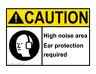 CAUTION
High noise area
Ear protection
required